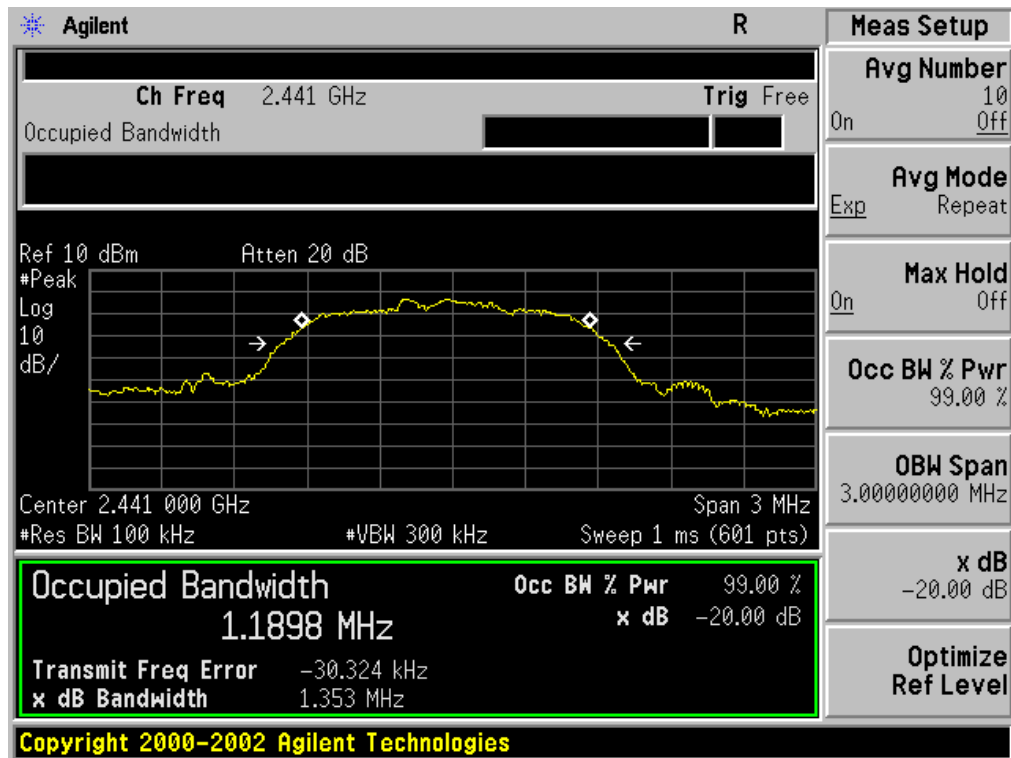 Agilent R Meas Setup
Ch Freq 2.441 GHz Trig Free
Occupied Bandwidth
Ref 10 dBm Atten 20 dB
#Peak
Log
10
dB/
Center 2.441 000 GHz Span 3 MHz
#Res BW 100 kHz #VBW 300 kHz Sweep 1 ms (601 pts)
Occupied Bandwidth Occ BW % Pwr 99.00 %
1.1898 MHz x dB -20.00 dB
Transmit Freq Error -30.324 kHz
x dB Bandwidth 1.353 MHz
Avg Number
10
On Off
Avg Mode
Exp Repeat
Max Hold
On Off
Occ BW % Pwr
99.00 %
OBW Span
3.00000000 MHz
x dB
-20.00 dB
Optimize
Ref Level
Copyright 2000-2002 Agilent Technologies